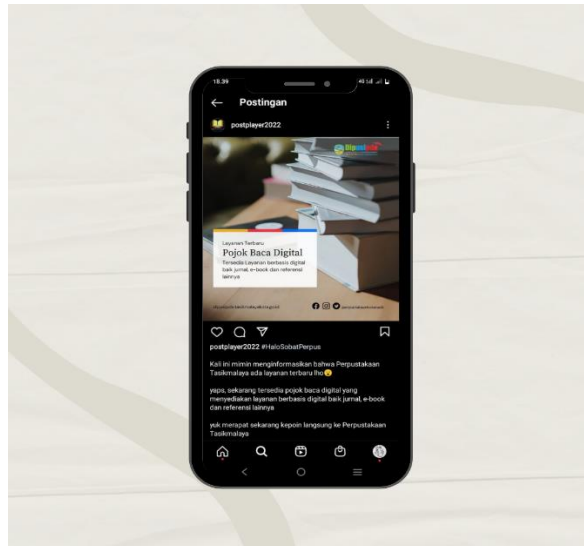 18.39
Postingan
postplayer2022
Layanan Terbaru
Pojok Baca Digital
Tersedia Layanan berbasis digital
baik jurnal, e-book dan referensi
lainnya
postplayer2022 #HaloSobatPerpus
Kali ini mimin menginformasikan bahwa Perpustakaan
Tasikmalaya ada layanan terbaru lho😮
yaps, sekarang tersedia pojok baca digital yang
menyediakan layanan berbasis digital baik jurnal, e-book
dan referensi lainnya
yuk merapat sekarang kepoin langsung ke Perpustakaan
Tasikmalaya